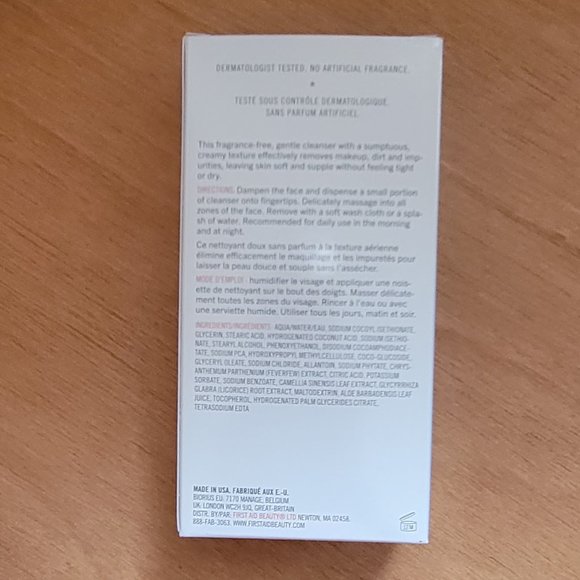 DERMATOLOGIST TESTED. NO ARTIFICIAL FRAGRANCE.
*
TESTÉ SOUS CONTRÔLE DERMATOLOGIQUE.
SANS PARFUM ARTIFICIEL.
This fragrance-free, gentle cleanser with a sumptuous,
creamy texture effectively removes makeup, dirt and imp-
urities, leaving skin soft and supple without feeling tight
or dry.
DIRECTIONS: Dampen the face and dispense a small portion
of cleanser onto fingertips. Delicately massage into all
zones of the face. Remove with a soft wash cloth or a spla-
sh of water. Recommended for daily use in the morning
and at night.
Ce nettoyant doux sans parfum à la texture aérienne
élimine efficacement le maquillage et les impuretés pour
laisser la peau douce et souple sans l'assécher.
MODE D'EMPLOI : humidifier le visage et appliquer une nois-
ette de nettoyant sur le bout des doigts. Masser délicate-
ment toutes les zones du visage. Rincer à l'eau ou avec
une serviette humide. Utiliser tous les jours, matin et soir.
INGREDIENTS/INGRÉDIENTS: AQUA/WATER/EAU, SODIUM COCOYL ISETHIONATE,
GLYCERIN, STEARIC ACID, HYDROGENATED COCONUT ACID, SODIUM ISETHIO-
NATE, STEARYL ALCOHOL, PHENOXYETHANOL, DISODIUM COCOAMPHODIACE-
TATE, SODIUM PCA, HYDROXYPROPYL METHYLCELLULOSE, COCO-GLUCOSIDE,
GLYCERYL OLEATE, SODIUM CHLORIDE, ALLANTOIN, SODIUM PHYTATE, CHRYS-
ANTHEMUM PARTHENIUM (FEVERFEW) EXTRACT, CITRIC ACID, POTASSIUM
SORBATE, SODIUM BENZOATE, CAMELLIA SINENSIS LEAF EXTRACT, GLYCYRRHIZA
GLABRA (LICORICE) ROOT EXTRACT, MALTODEXTRIN, ALOE BARBADENSIS LEAF
JUICE, TOCOPHEROL, HYDROGENATED PALM GLYCERIDES CITRATE,
TETRASODIUM EDTA
MADE IN USA. FABRIQUÉ AUX É.-U.
BIORIUS EU: 7170 MANAGE, BELGIUM
UK: LONDON WC2H 9JQ, GREAT-BRITAIN
DISTR. BY/PAR: FIRST AID BEAUTY® LTD NEWTON, MA 02458.
888-FAB-3063. WWW.FIRSTAIDBEAUTY.COM
12M